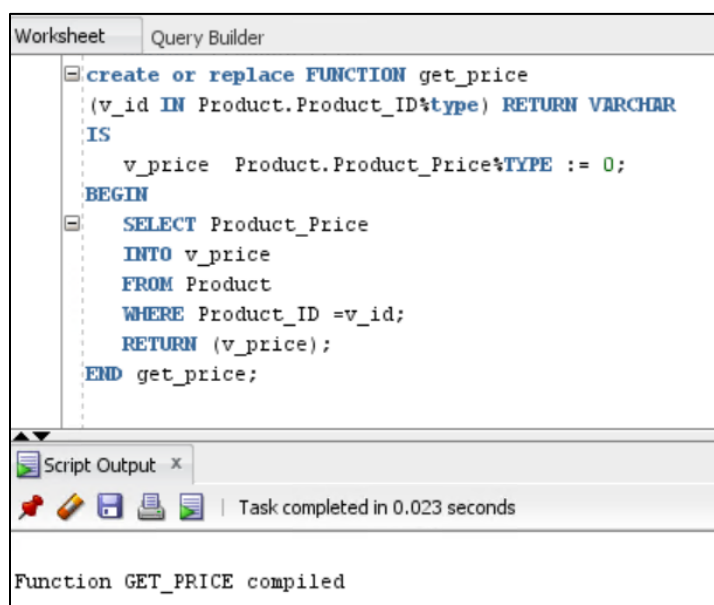 Worksheet Query Builder
create or replace FUNCTION get_price
(v_id IN Product.Product_ID%type) RETURN VARCHAR
IS
v_price Product.Product_Price%TYPE := 0;
BEGIN
SELECT Product_Price
INTO v_price
FROM Product
WHERE Product_ID =v_id;
RETURN (v_price);
END get_price;
Script Output x
Task completed in 0.023 seconds
Function GET_PRICE compiled